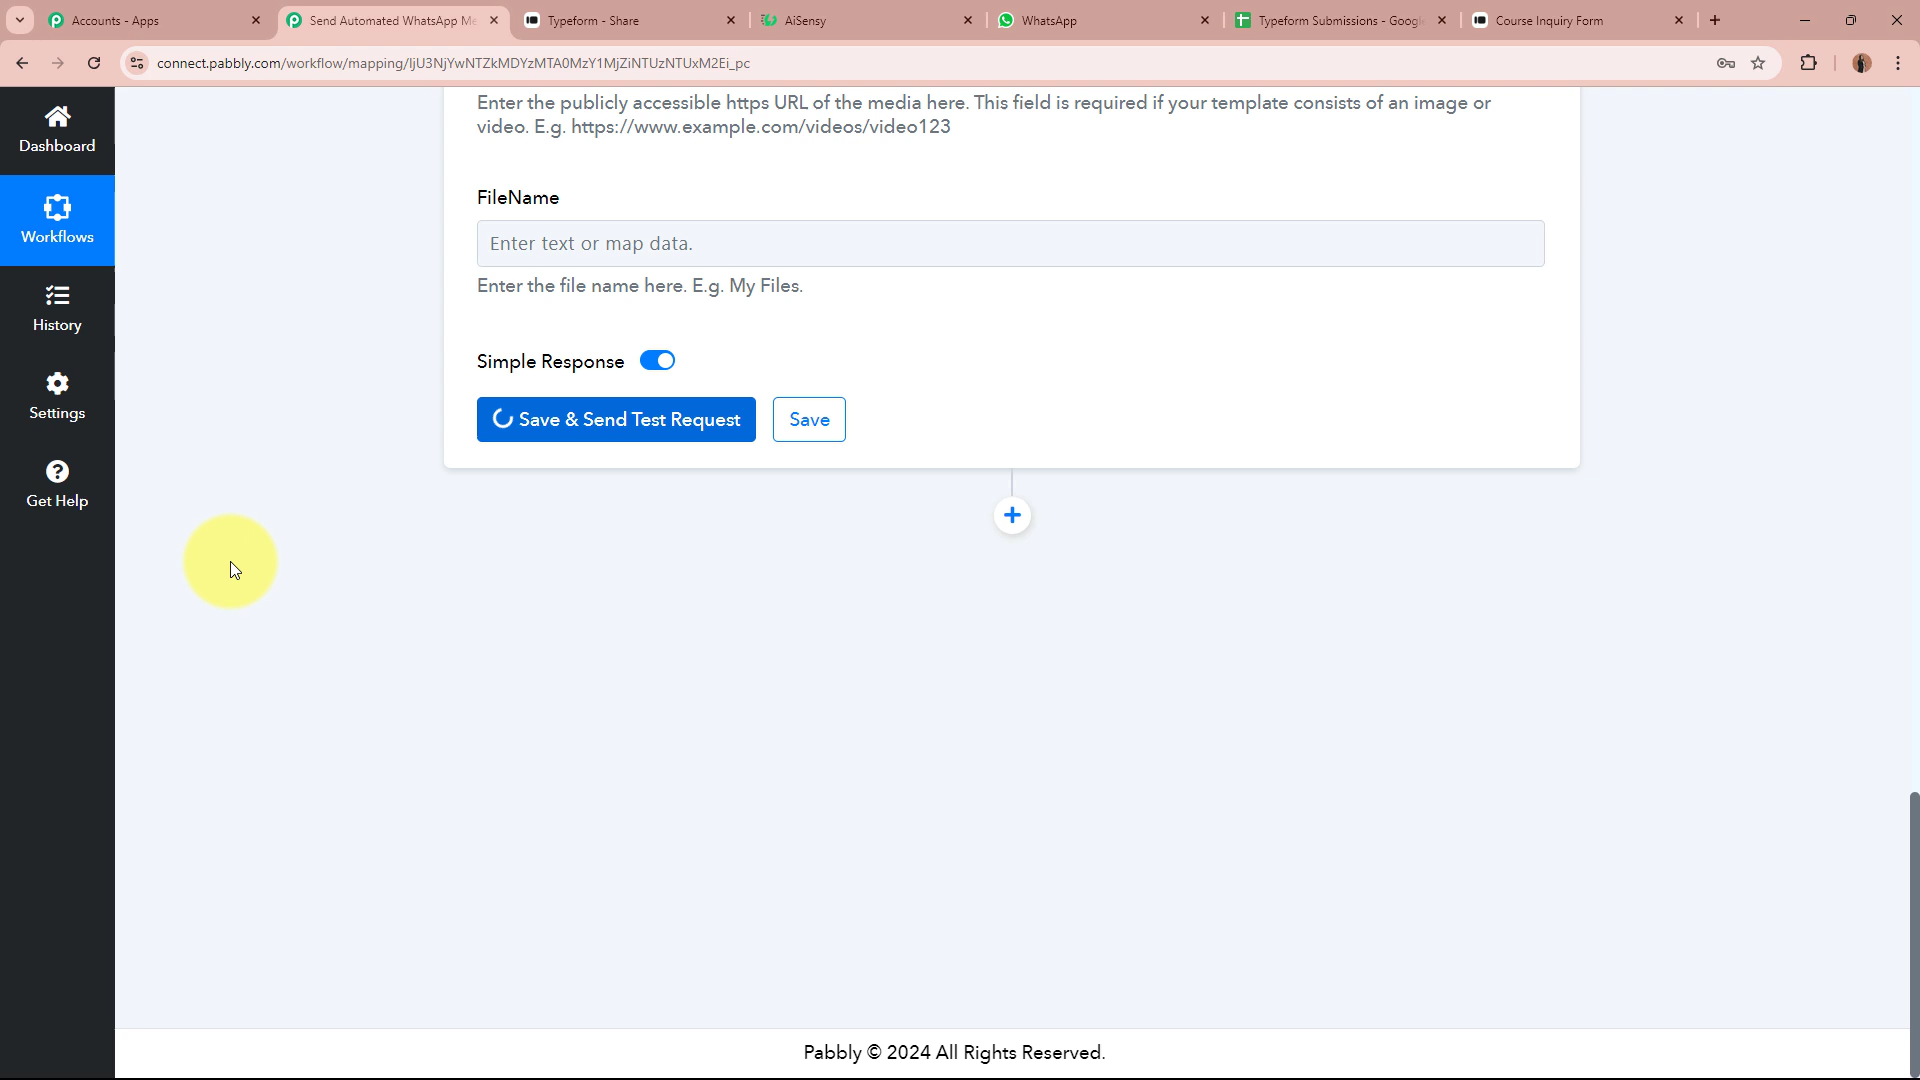 Accounts - Apps
Send Automated WhatsApp Me
Typeform - Share
AiSensy
WhatsApp
Typeform Submissions - Google
Course Inquiry Form
connect.pabbly.com/workflow/mapping/IjU3NjYwNTZkMDYzMTA0MzY1MjZiNTUzNTUxM2Ei_pc
Dashboard
Workflows
History
Settings
Get Help
Enter the publicly accessible https URL of the media here. This field is required if your template consists of an image or
video. E.g. https://www.example.com/videos/video123
FileName
Enter text or map data.
Enter the file name here. E.g. My Files.
Simple Response
Save & Send Test Request
Save
Pabbly © 2024 All Rights Reserved.